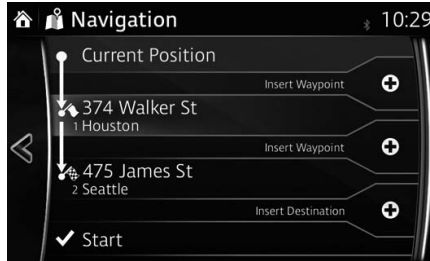 Navigation 10:29
Current Position
Insert Waypoint
374 Walker St
1 Houston
Insert Waypoint
475 James St
2 Seattle
Insert Destination
Start